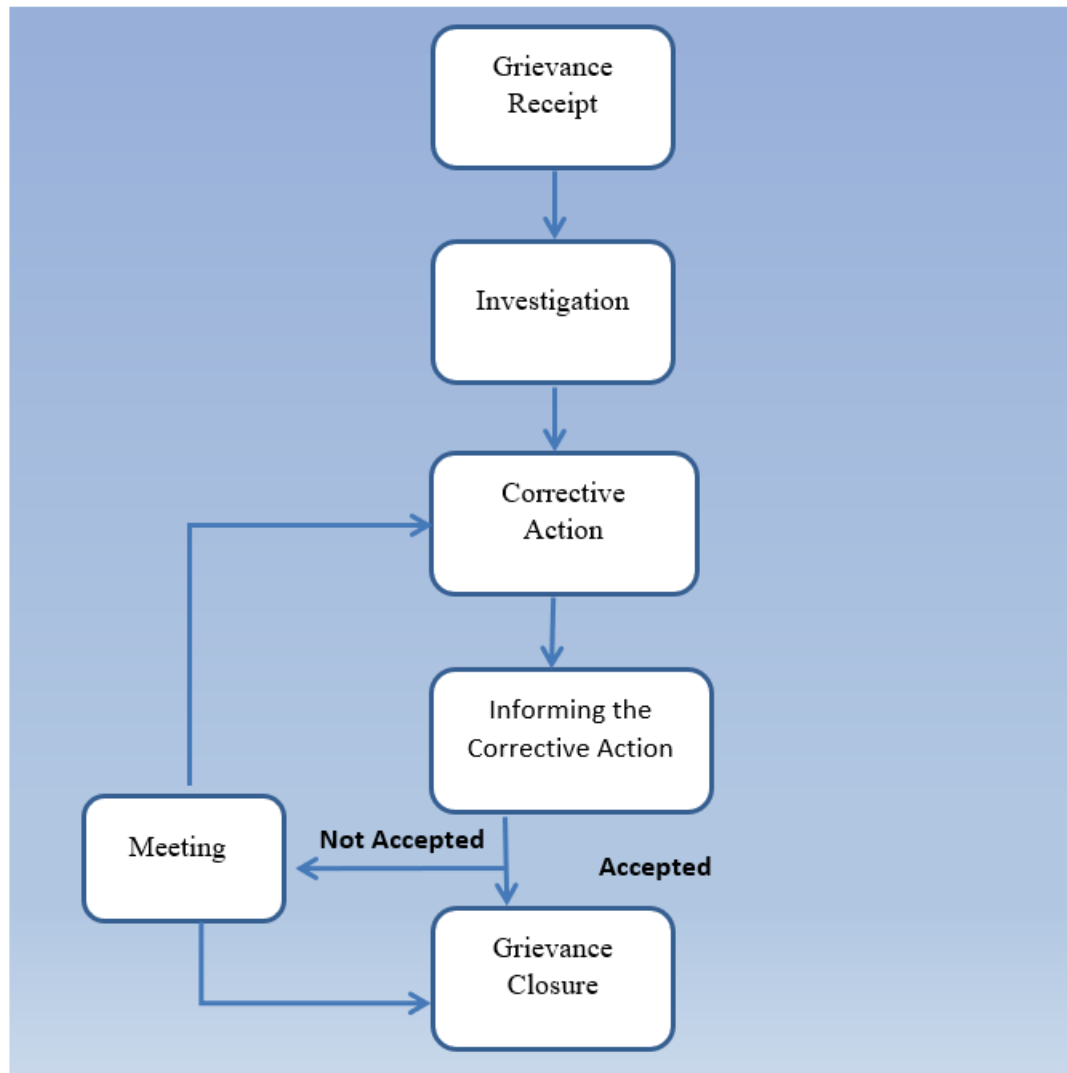 Grievance
Receipt
Investigation
Corrective
Action
Informing the
Corrective Action
Meeting
Not Accepted
Accepted
Grievance
Closure